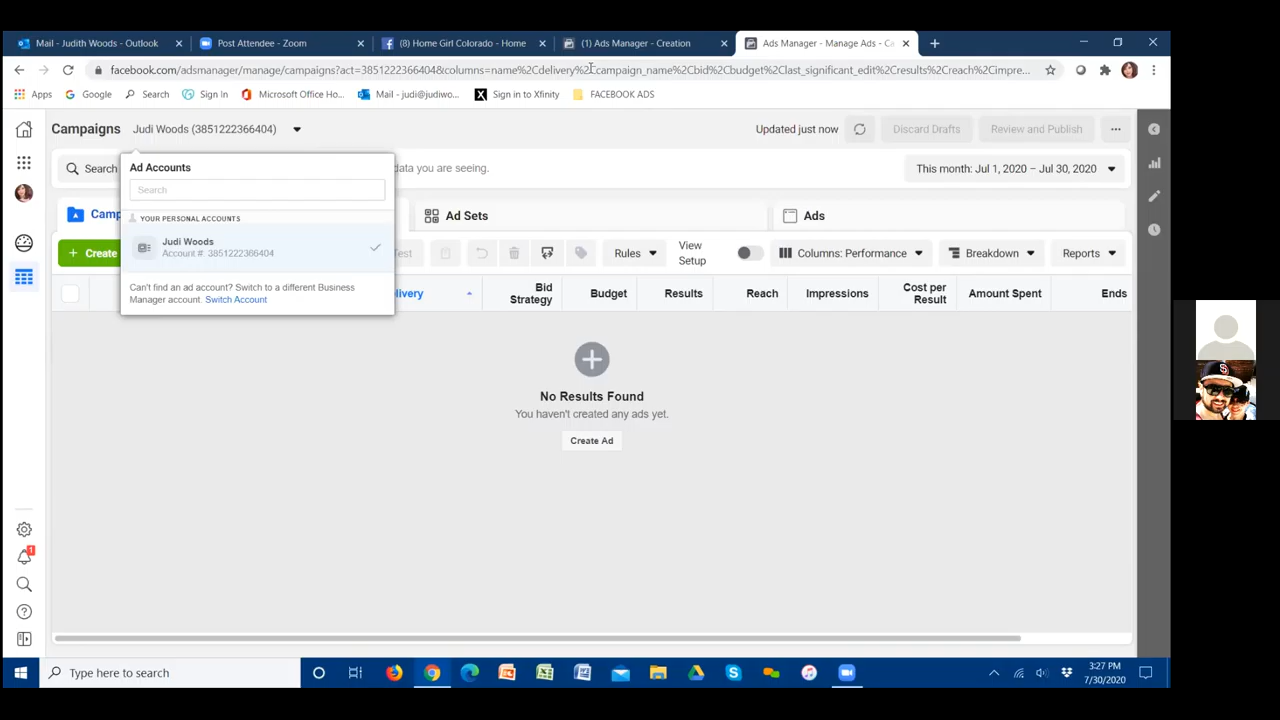 Mail - Judith Woods - Outlook
Post Attendee - Zoom
(8) Home Girl Colorado - Home
(1) Ads Manager - Creation
Ads Manager - Manage Ads - Ca
facebook.com/adsmanager/manage/campaigns?act=3851222366404&columns=name%2Cdelivery%2Ccampaign_name%2Cbid%2Cbudget%2Clast_significant_edit%2Cresults%2Creach%2Cimpre...
Apps
Google
Search
Sign In
Microsoft Office Ho...
Mail - judi@judiwo...
Sign in to Xfinity
FACEBOOK ADS
Campaigns
Judi Woods (3851222366404)
Updated just now
Discard Drafts
Review and Publish
Search
data you are seeing.
This month: Jul 1, 2020 – Jul 30, 2020
Ad Accounts
Search
YOUR PERSONAL ACCOUNTS
Judi Woods
Account #: 3851222366404
Can't find an ad account? Switch to a different Business
Manager account. Switch Account
Camp
Ad Sets
Ads
+ Create
Test
Rules
View
Setup
Columns: Performance
Breakdown
Reports
livery
Bid
Strategy
Budget
Results
Reach
Impressions
Cost per
Result
Amount Spent
Ends
No Results Found
You haven't created any ads yet.
Create Ad
1
Type here to search
3:27 PM
7/30/2020